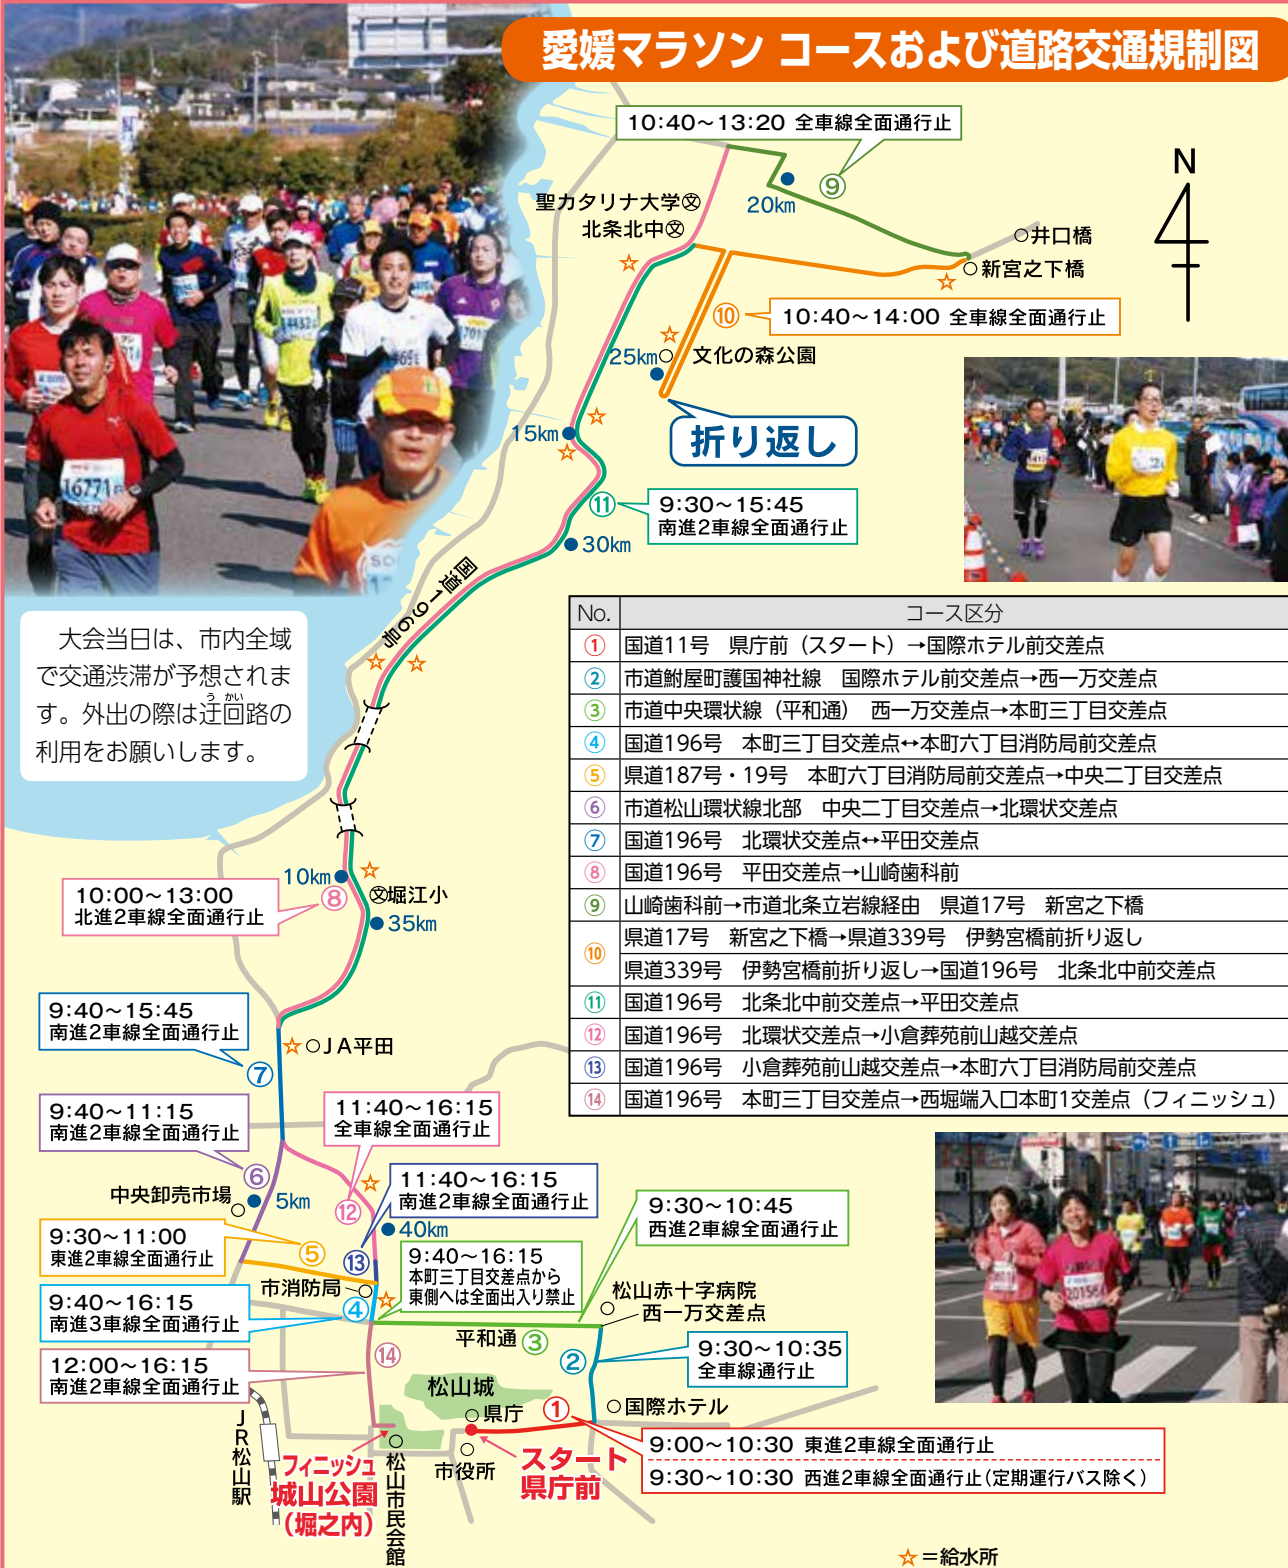 愛媛マラソン コースおよび道路交通規制図
10:40～13:20 全車線全面通行止
⑨
20km
N
聖カタリナ大学㊫
北条北中㊫
井口橋
新宮之下橋
⑩
10:40～14:00 全車線全面通行止
25km
文化の森公園
折り返し
15km
⑪
9:30～15:45
南進2車線全面通行止
30km
国道196号
大会当日は、市内全域
で交通渋滞が予想されま
す。外出の際は迂回路の
うかい
利用をお願いします。
No. コース区分
① 国道11号 県庁前（スタート）→国際ホテル前交差点
② 市道鮒屋町護国神社線 国際ホテル前交差点→西一万交差点
③ 市道中央環状線（平和通） 西一万交差点→本町三丁目交差点
④ 国道196号 本町三丁目交差点↔本町六丁目消防局前交差点
⑤ 県道187号・19号 本町六丁目消防局前交差点→中央二丁目交差点
⑥ 市道松山環状線北部 中央二丁目交差点→北環状交差点
⑦ 国道196号 北環状交差点↔平田交差点
⑧ 国道196号 平田交差点→山崎歯科前
⑨ 山崎歯科前→市道北条立岩線経由 県道17号 新宮之下橋
⑩ 県道17号 新宮之下橋→県道339号 伊勢宮橋前折り返し
県道339号 伊勢宮橋前折り返し→国道196号 北条北中前交差点
⑪ 国道196号 北条北中前交差点→平田交差点
⑫ 国道196号 北環状交差点→小倉葬苑前山越交差点
⑬ 国道196号 小倉葬苑前山越交差点→本町六丁目消防局前交差点
⑭ 国道196号 本町三丁目交差点→西堀端入口本町1交差点（フィニッシュ）
10km
⑧
㊫堀江小
35km
10:00～13:00
北進2車線全面通行止
9:40～15:45
南進2車線全面通行止
JA平田
⑦
9:40～11:15
南進2車線全面通行止
⑥
11:40～16:15
全車線全面通行止
⑫
中央卸売市場
5km
11:40～16:15
南進2車線全面通行止
40km
⑬
9:30～11:00
東進2車線全面通行止
⑤
9:30～10:45
西進2車線全面通行止
9:40～16:15
本町三丁目交差点から
東側へは全面出入り禁止
市消防局
④
9:40～16:15
南進3車線全面通行止
松山赤十字病院
西一万交差点
平和通
③
⑭
12:00～16:15
南進2車線全面通行止
②
9:30～10:35
全車線通行止
松山城
県庁
①
国際ホテル
JR松山駅
フィニッシュ
城山公園
（堀之内）
松山市民会館
市役所
スタート
県庁前
9:00～10:30 東進2車線全面通行止
9:30～10:30 西進2車線全面通行止(定期運行バス除く)
☆＝給水所
16771